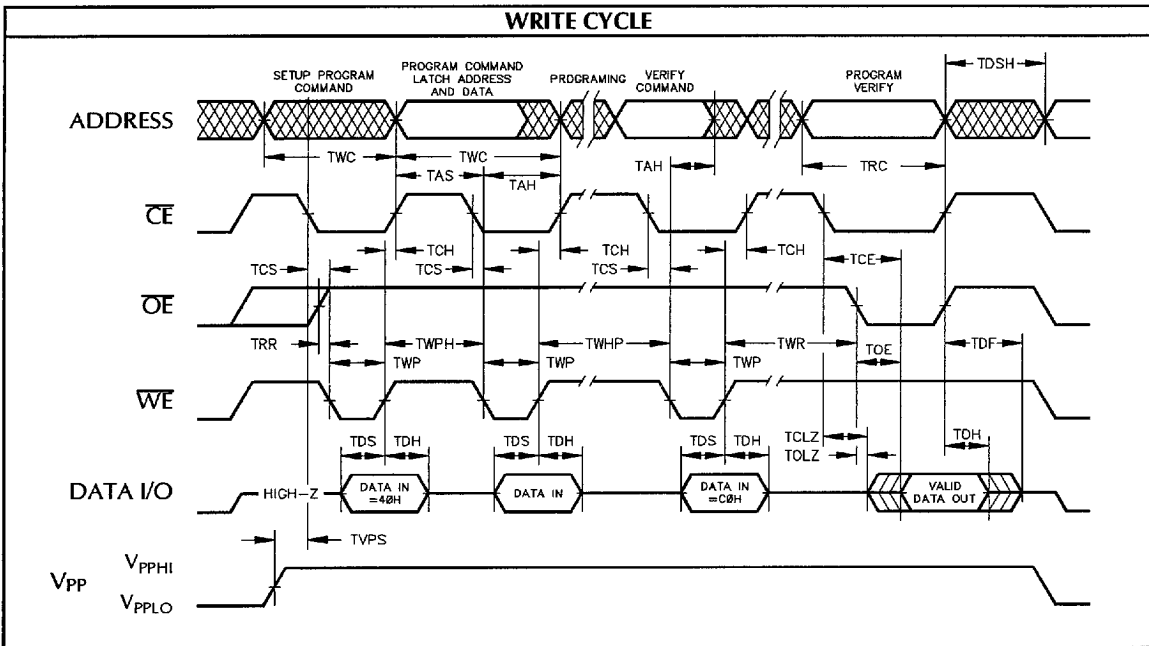 WRITE CYCLE
SETUP PROGRAM
COMMAND
PROGRAM COMMAND
LATCH ADDRESS
AND DATA
PRDGRAMING
VERIFY
COMMAND
PROGRAM
VERIFY
TDSH
ADDRESS
TWC
TWC
TAS
TAH
TAH
TRC
CE
TCH
TCH
TCH
TCS
TCS
TCS
TCE
OE
TRR
TWPH
TWHP
TWR
TOE
TDF
TWP
TWP
TWP
WE
TDS
TDH
TDS
TDH
TDS
TDH
TCLZ
TOLZ
TDH
DATA I/O
HIGH-Z
DATA IN
=40H
DATA IN
DATA IN
=C0H
VALID
DATA OUT
TVPS
VPP
VPPHI
VPPLO